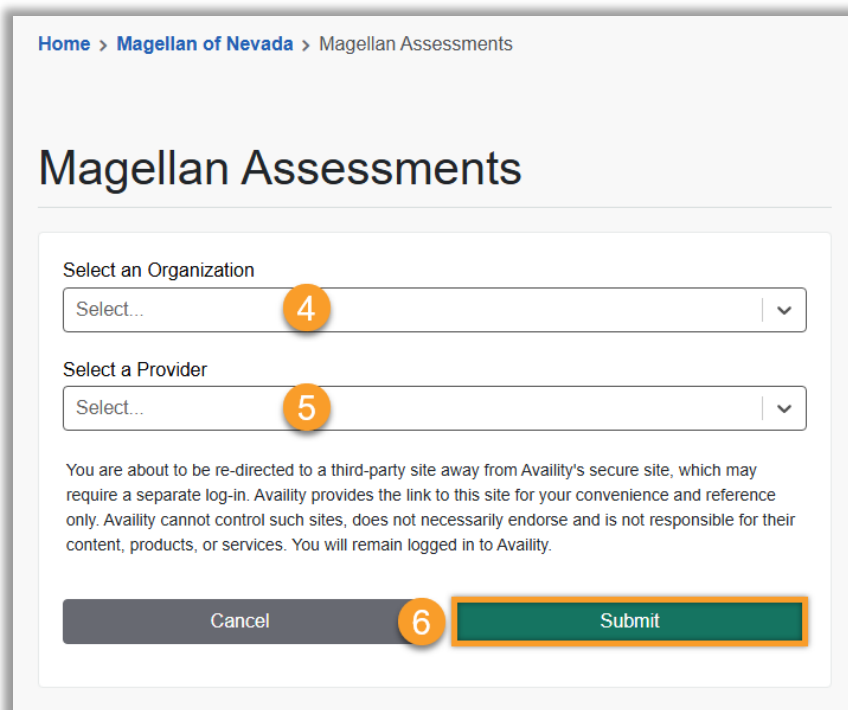 Home > Magellan of Nevada > Magellan Assessments
Magellan Assessments
Select an Organization
Select... 4
Select a Provider
Select... 5
You are about to be re-directed to a third-party site away from Availity's secure site, which may
require a separate log-in. Availity provides the link to this site for your convenience and reference
only. Availity cannot control such sites, does not necessarily endorse and is not responsible for their
content, products, or services. You will remain logged in to Availity.
Cancel 6 Submit